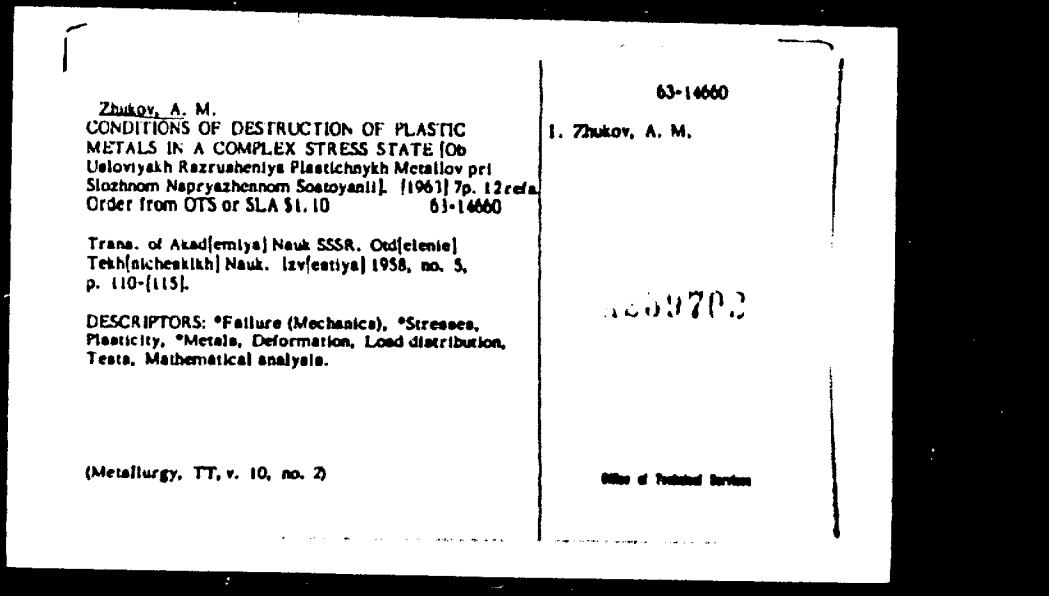 Zhukov, A. M.
CONDITIONS OF DESTRUCTION OF PLASTIC
METALS IN A COMPLEX STRESS STATE [Ob
Usloviyakh Razrusheniya Plastichnykh Metallov pri
Slozhnom Napryazhennom Sostoyanii]. [1963] 7p. 12 refs.
Order from OTS or SLA $1.10 63-14660
Trans. of Akad[emiya] Nauk SSSR. Otd[elenie]
Tekh[nicheskikh] Nauk. Izv[estiya] 1958, no. 5,
p. 110-[115].
DESCRIPTORS: *Failure (Mechanics), *Stresses,
Plasticity, *Metals, Deformation, Load distribution,
Tests, Mathematical analysis.
(Metallurgy, TT, v. 10, no. 2)
63-14660
1. Zhukov, A. M.
Office of Technical Services